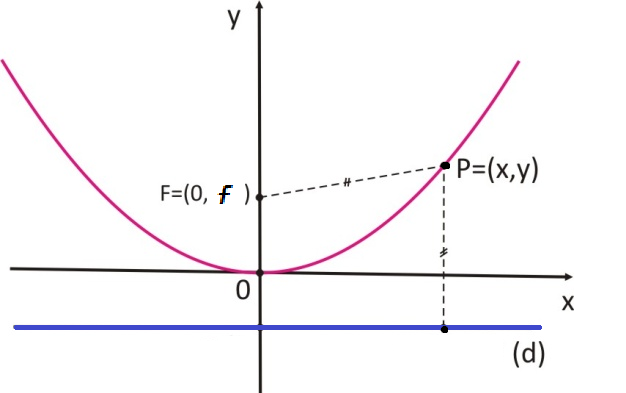 y
F=(0, f )
P=(x,y)
0
x
(d)